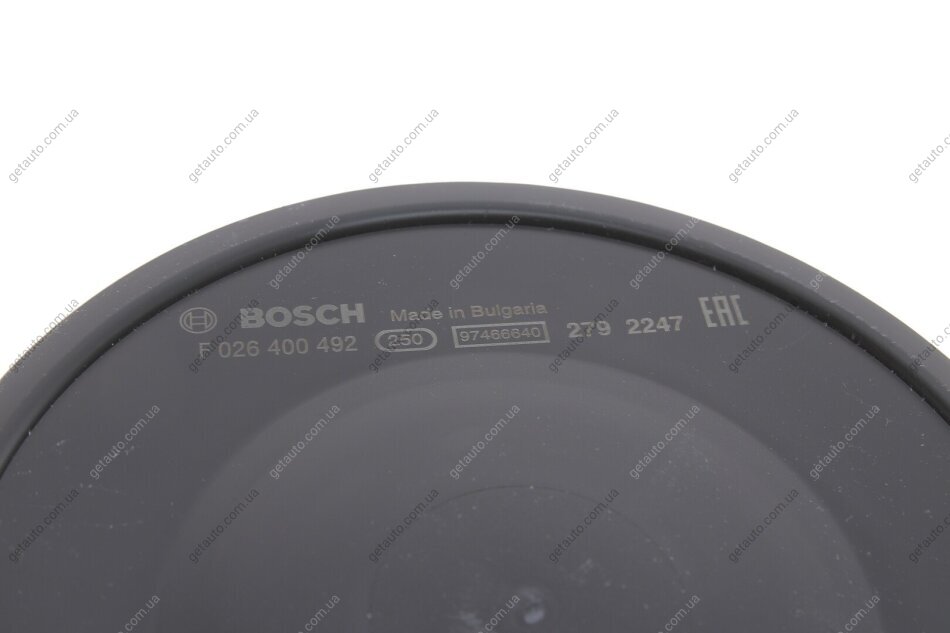 BOSCH Made in Bulgaria
F 026 400 492 250 97466640 279 2247 EAC
getauto.com.ua